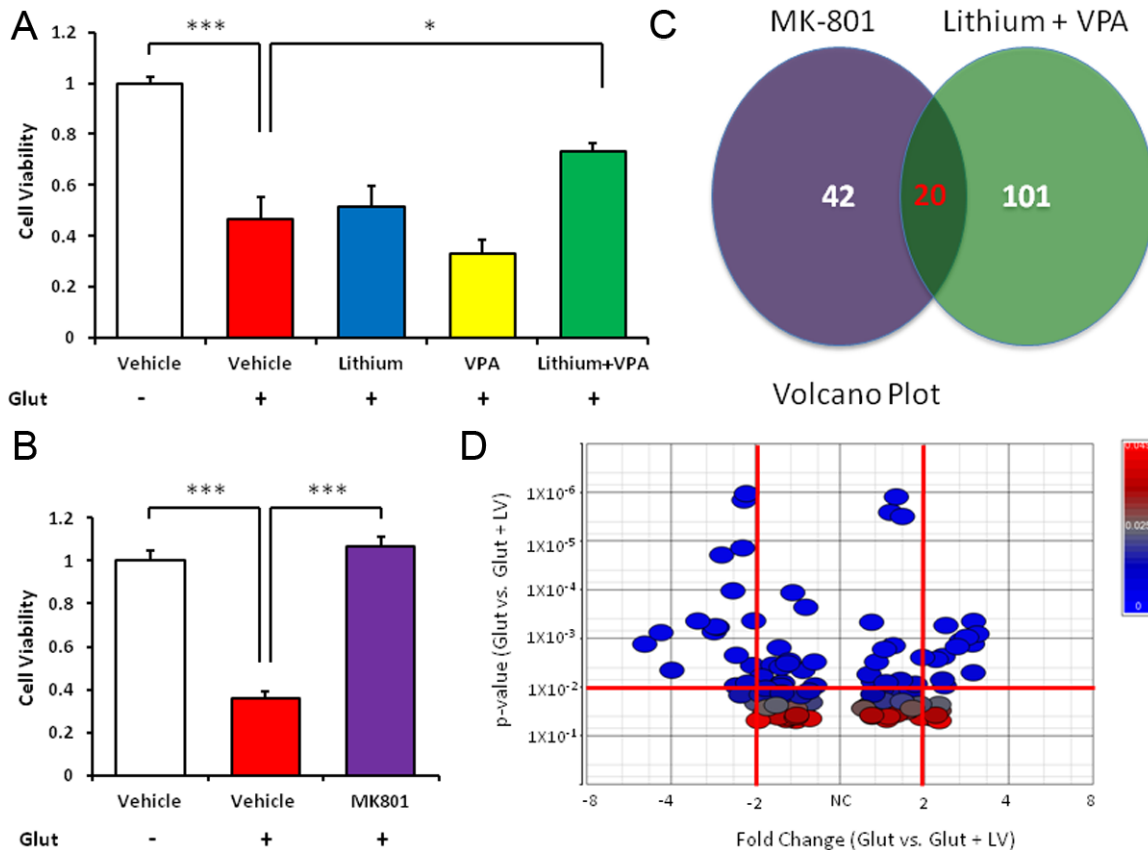 A
1.2
1
0.8
0.6
0.4
0.2
0
Cell Viability
***
*
Vehicle Vehicle Lithium VPA Lithium+VPA
Glut - + + + +
B
1.2
1
0.8
0.6
0.4
0.2
0
Cell Viability
*** ***
Vehicle Vehicle MK801
Glut - + +
C
MK-801 Lithium + VPA
42 20 101
Volcano Plot
D
1X10-6
1X10-5
1X10-4
1X10-3
1X10-2
1X10-1
p-value (Glut vs. Glut + LV)
-8 -4 -2 NC 2 4 8
Fold Change (Glut vs. Glut + LV)
0.025
0